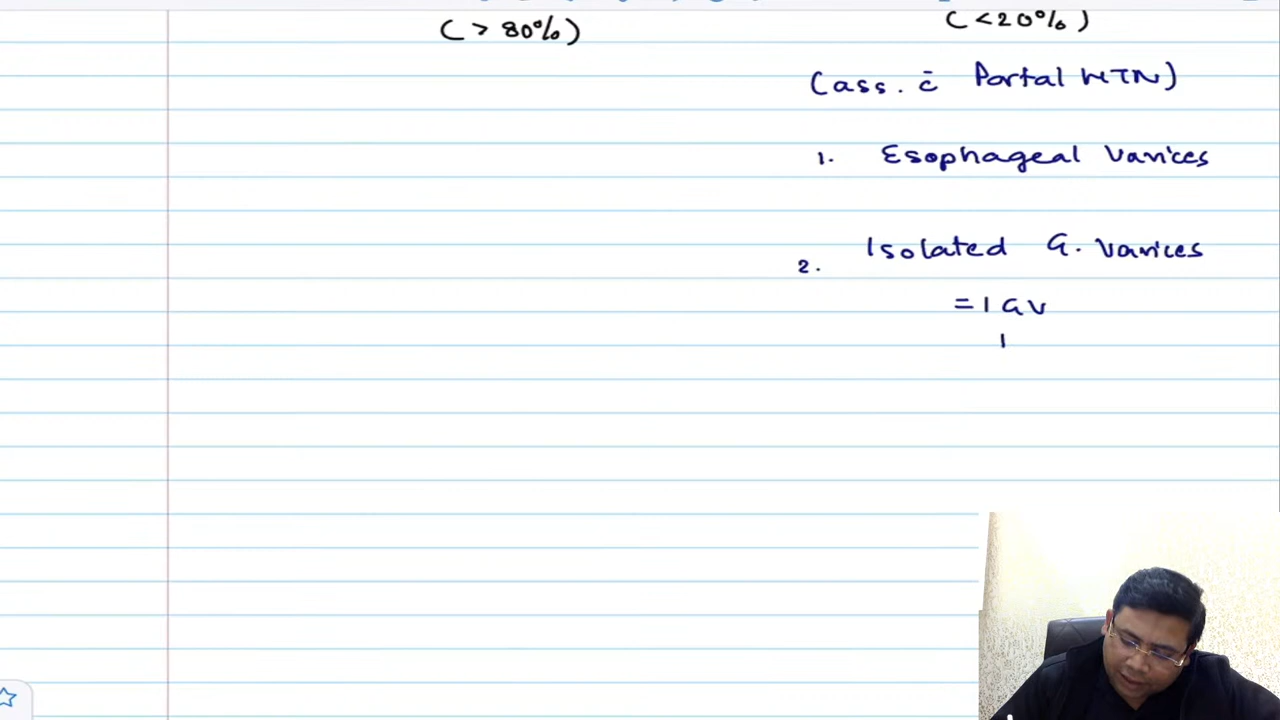 ( > 80%)
( <20% )
(ass. c̄ Portal HTN)
1. Esophageal Varices
2. Isolated G. Varices
= IGV